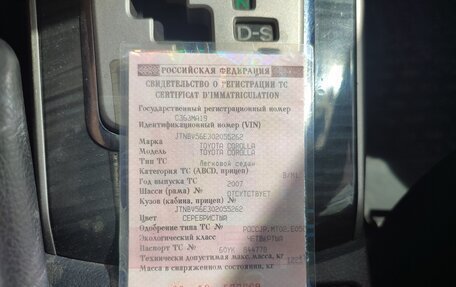 D-S
РОССИЙСКАЯ ФЕДЕРАЦИЯ
СВИДЕТЕЛЬСТВО О РЕГИСТРАЦИИ ТС
CERTIFICAT D'IMMATRICULATION
Государственный регистрационный номер
Идентификационный номер (VIN)
JTNBV56E302055262
Марка TOYOTA COROLLA
Модель TOYOTA COROLLA
Тип ТС Легковой седан
Категория ТС (ABCD, прицеп) B/M1
Год выпуска ТС 2007
Шасси (рама) № ОТСУТСТВУЕТ
Кузов (кабина, прицеп) №
JTNBV56E302055262
Цвет СЕРЕБРИСТЫЙ
Одобрение типа ТС №
Экологический класс ЧЕТВЕРТЫЙ
Паспорт ТС №
Технически допустимая макс. масса, кг
Масса в снаряженном состоянии, кг